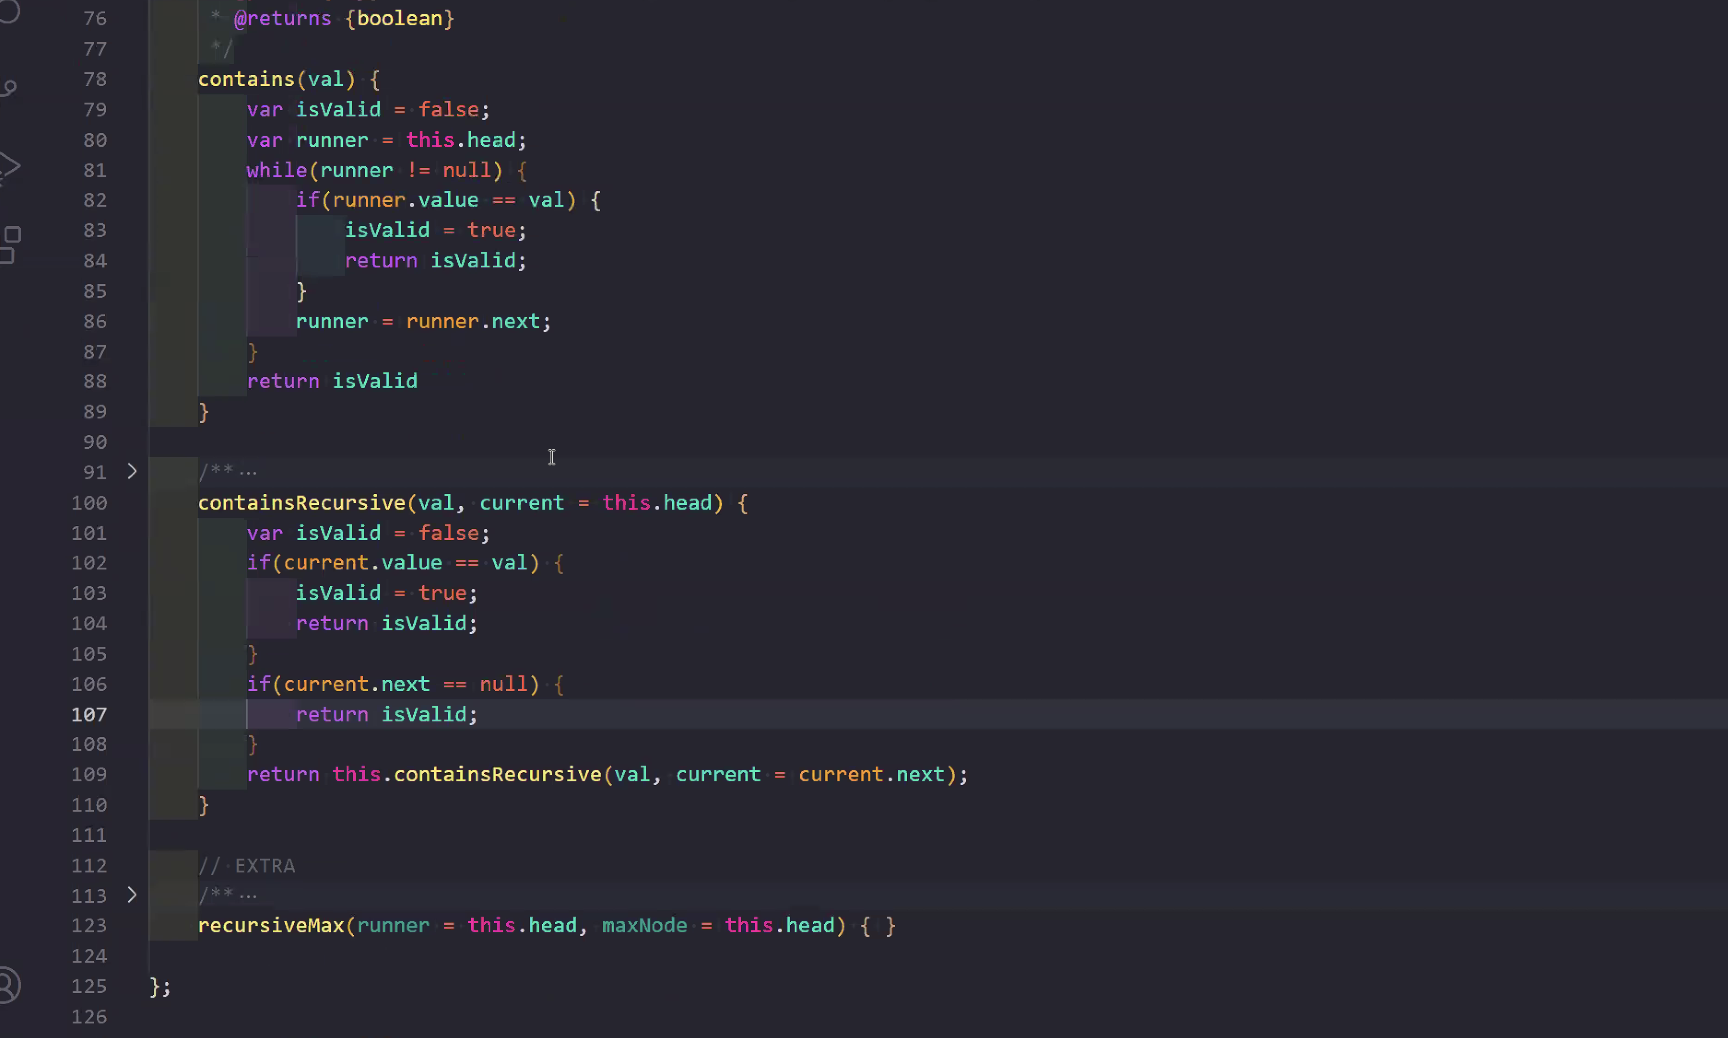 76 * @returns {boolean}
77 */
78 contains(val) {
79 var isValid = false;
80 var runner = this.head;
81 while(runner != null) {
82 if(runner.value == val) {
83 isValid = true;
84 return isValid;
85 }
86 runner = runner.next;
87 }
88 return isValid
89 }
90
91 /** ...
100 containsRecursive(val, current = this.head) {
101 var isValid = false;
102 if(current.value == val) {
103 isValid = true;
104 return isValid;
105 }
106 if(current.next == null) {
107 return isValid;
108 }
109 return this.containsRecursive(val, current = current.next);
110 }
111
112 // EXTRA
113 /** ...
123 recursiveMax(runner = this.head, maxNode = this.head) { }
124
125 };
126